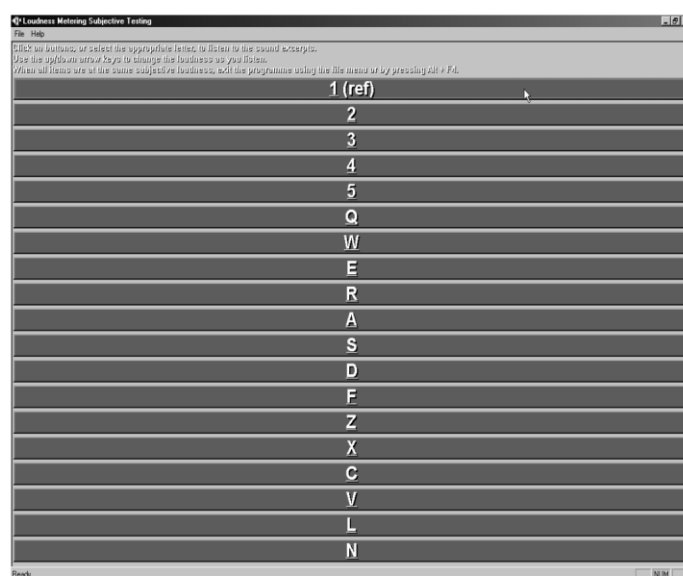 Loudness Metering Subjective Testing
File Help
Click on buttons, or select the appropriate letter, to listen to the sound excerpts.
Use the up/down arrow keys to change the loudness as you listen.
When all items are at the same subjective loudness, exit the programme using the file menu or by pressing Alt + F4.
1 (ref)
2
3
4
5
Q
W
E
R
A
S
D
F
Z
X
C
V
L
N
Ready NUM